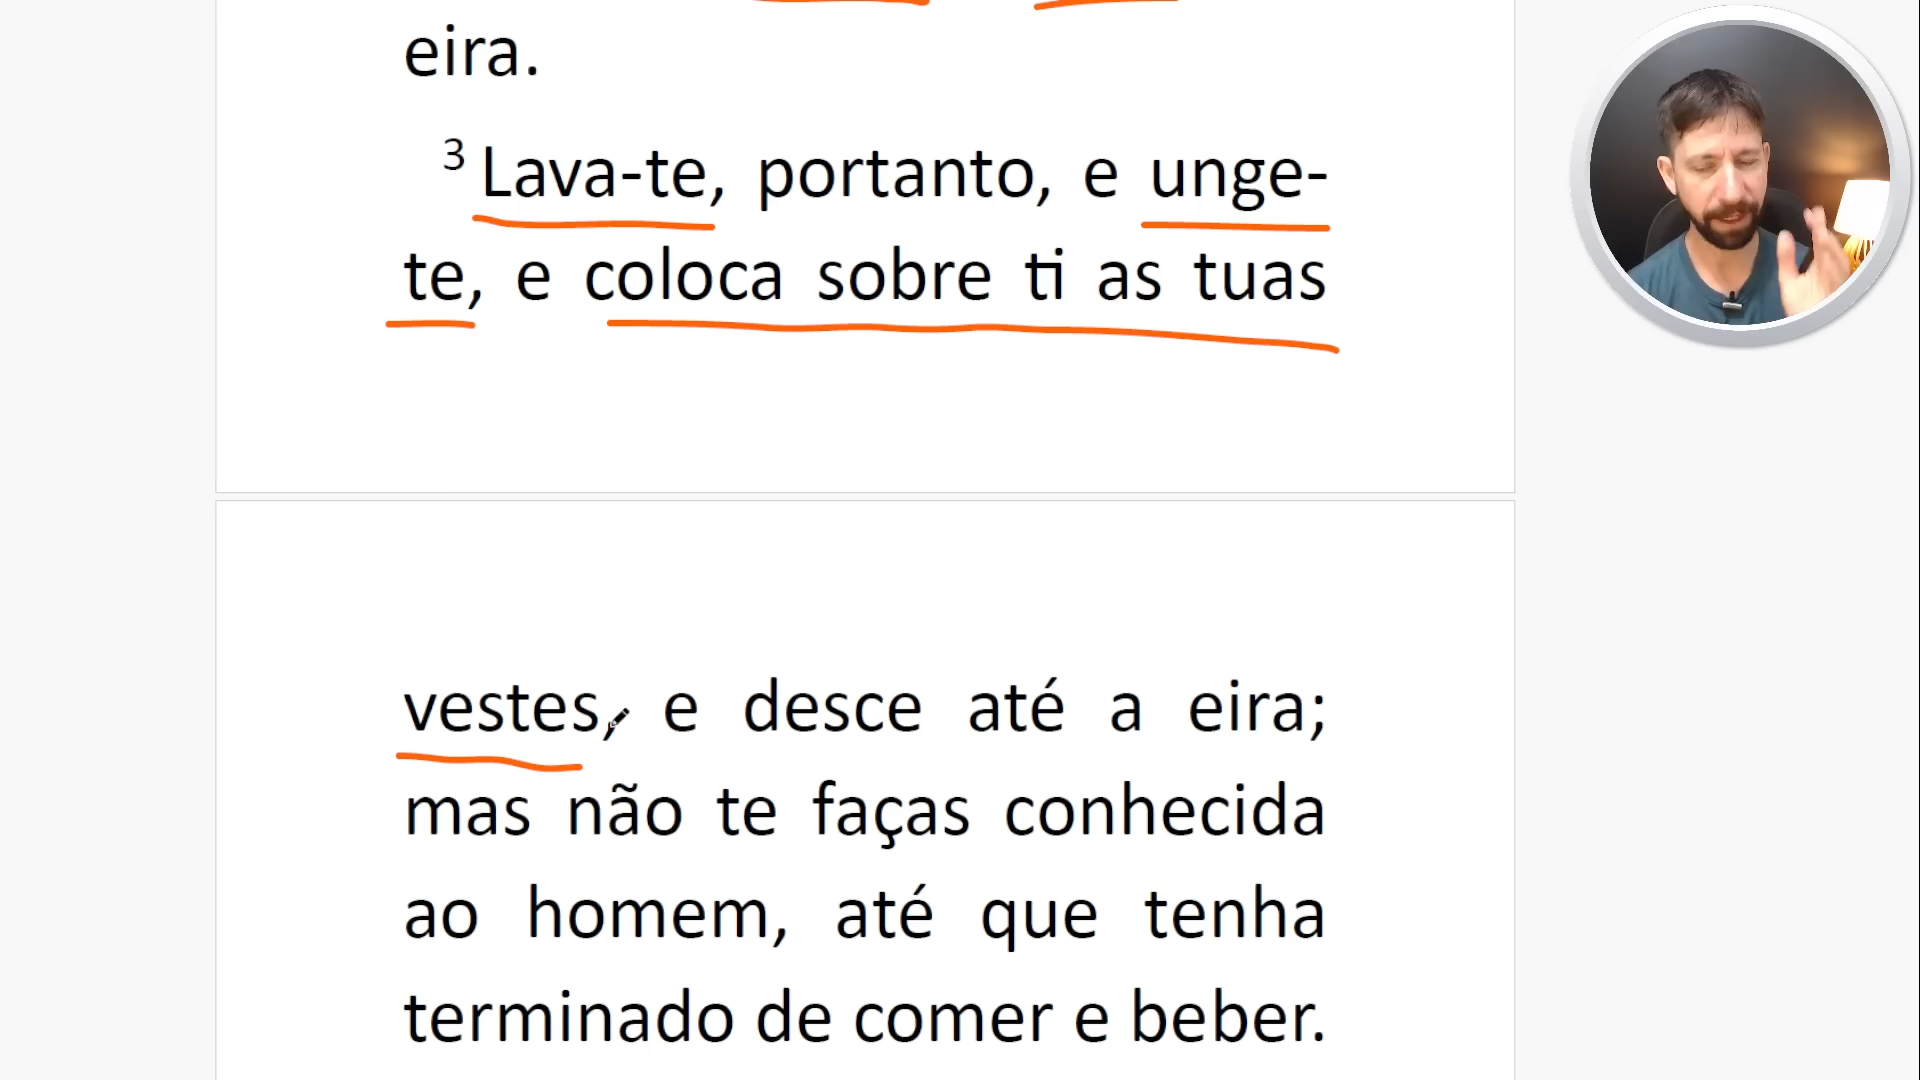 eira.
3 Lava-te, portanto, e unge-
te, e coloca sobre ti as tuas
vestes, e desce até a eira;
mas não te faças conhecida
ao homem, até que tenha
terminado de comer e beber.